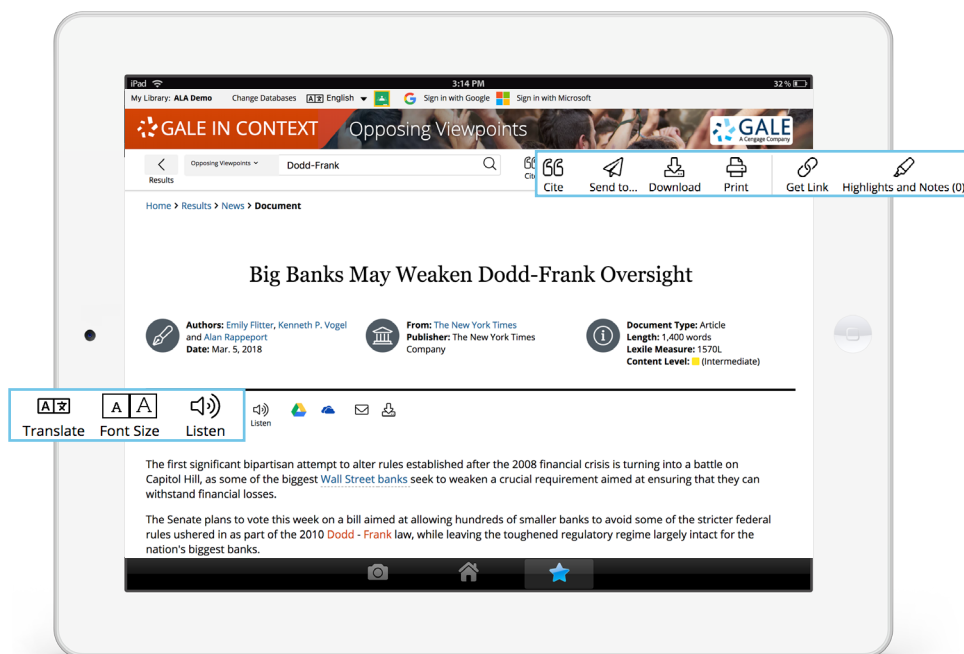 iPad 3:14 PM 32%
My Library: ALA Demo Change Databases English Sign in with Google Sign in with Microsoft
GALE IN CONTEXT Opposing Viewpoints GALE
A Cengage Company
Results Opposing Viewpoints Dodd-Frank
Cite Send to... Download Print Get Link Highlights and Notes (0)
Home > Results > News > Document
Big Banks May Weaken Dodd-Frank Oversight
Authors: Emily Flitter, Kenneth P. Vogel
and Alan Rappeport
Date: Mar. 5, 2018
From: The New York Times
Publisher: The New York Times
Company
Document Type: Article
Length: 1,400 words
Lexile Measure: 1570L
Content Level: (Intermediate)
Translate Font Size Listen
Listen
The first significant bipartisan attempt to alter rules established after the 2008 financial crisis is turning into a battle on
Capitol Hill, as some of the biggest Wall Street banks seek to weaken a crucial requirement aimed at ensuring that they can
withstand financial losses.
The Senate plans to vote this week on a bill aimed at allowing hundreds of smaller banks to avoid some of the stricter federal
rules ushered in as part of the 2010 Dodd - Frank law, while leaving the toughened regulatory regime largely intact for the
nation's biggest banks.